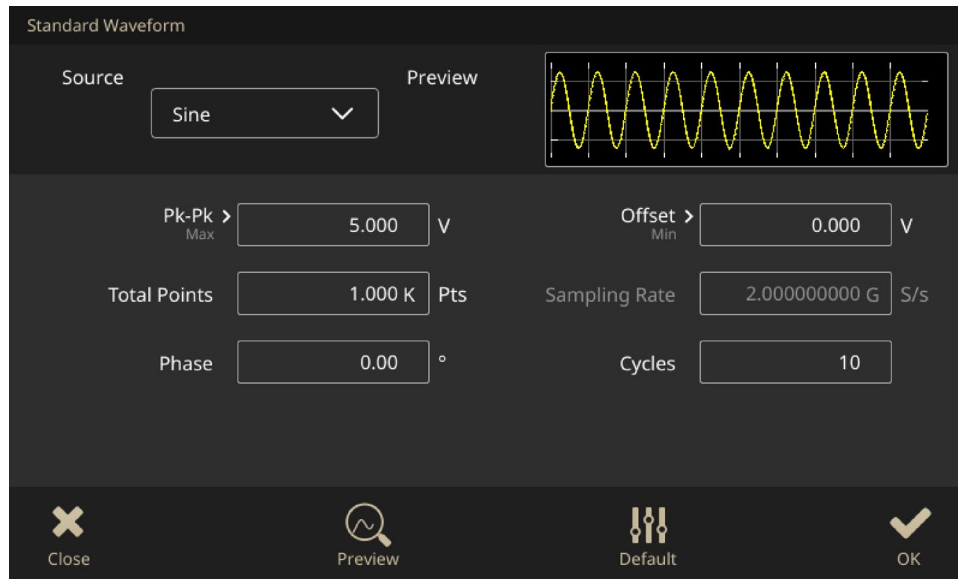 Standard Waveform
Source
Preview
Sine
Pk-Pk
Max
5.000 V
Offset
Min
0.000 V
Total Points 1.000 K Pts
Sampling Rate 2.000000000 G S/s
Phase 0.00 °
Cycles 10
Close
Preview
Default
OK